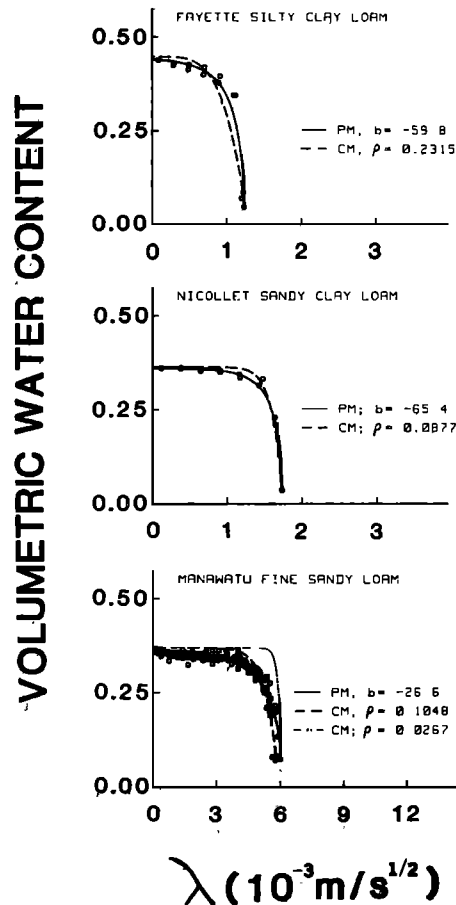 VOLUMETRIC WATER CONTENT
FAYETTE SILTY CLAY LOAM
0.50
0.25
0.00
PM, b= -59 8
CM, ρ= 0.2315
0 1 2 3
NICOLLET SANDY CLAY LOAM
0.50
0.25
0.00
PM; b= -65 4
CM; ρ= 0.0877
0 1 2 3
MANAWATU FINE SANDY LOAM
0.50
0.25
0.00
PM, b= -26 6
CM, ρ= 0 1048
CM; ρ= 0 0267
0 3 6 9 12
λ (10⁻³m/s¹/²)